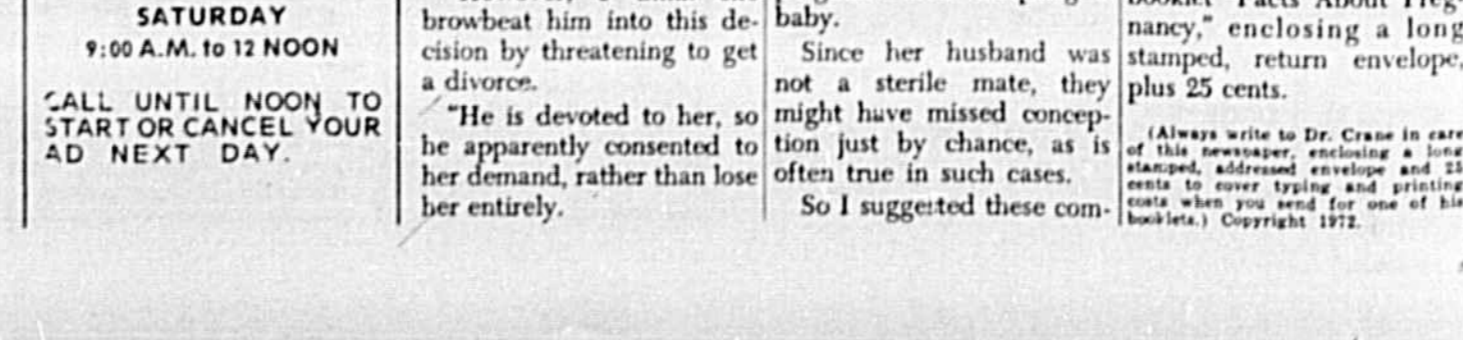 SATURDAY
9:00 A.M. to 12 NOON
CALL UNTIL NOON TO
START OR CANCEL YOUR
AD NEXT DAY.
browbeat him into this de-
cision by threatening to get
a divorce.
"He is devoted to her, so
he apparently consented to
her demand, rather than lose
her entirely.
baby.
Since her husband was
not a sterile mate, they
might have missed concep-
tion just by chance, as is
often true in such cases.
So I suggested these com-
nancy," enclosing a long
stamped, return envelope,
plus 25 cents.
(Always write to Dr. Crane in care
of this newspaper, enclosing a long
stamped, addressed envelope and 25
cents to cover typing and printing
costs when you send for one of his
booklets.) Copyright 1972.